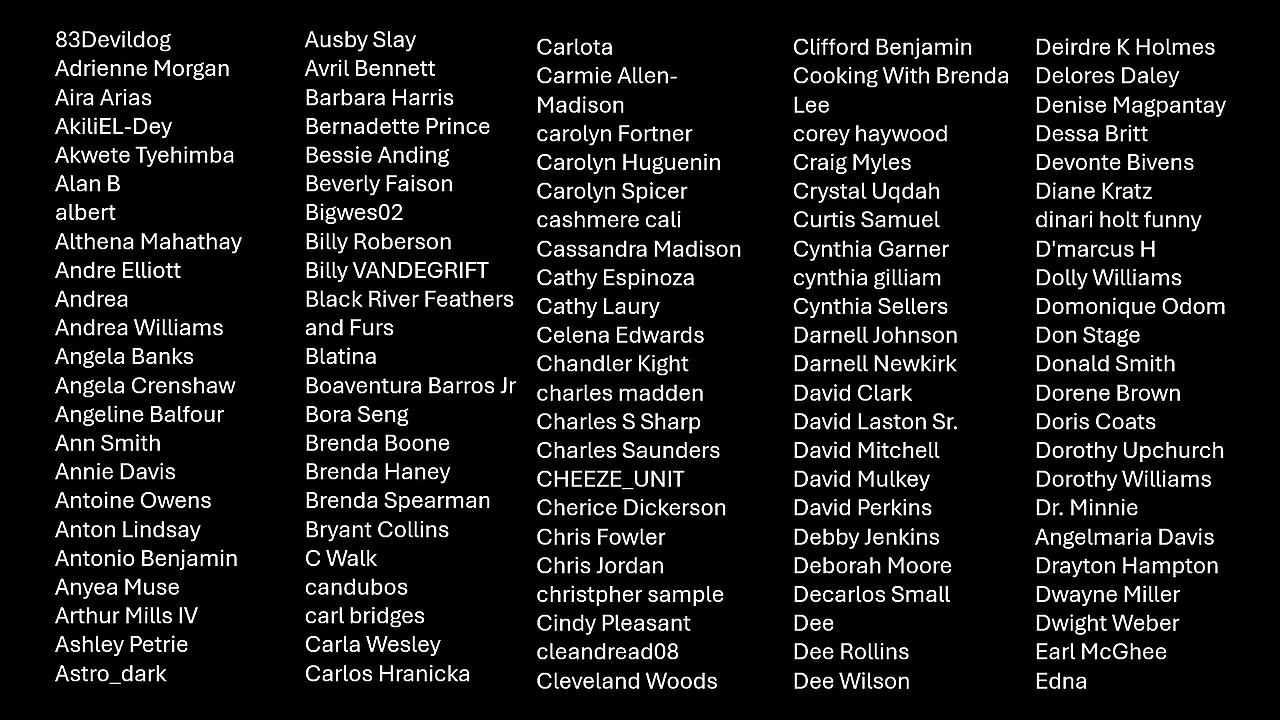 83Devildog
Adrienne Morgan
Aira Arias
AkiliEL-Dey
Akwete Tyehimba
Alan B
albert
Althena Mahathay
Andre Elliott
Andrea
Andrea Williams
Angela Banks
Angela Crenshaw
Angeline Balfour
Ann Smith
Annie Davis
Antoine Owens
Anton Lindsay
Antonio Benjamin
Anyea Muse
Arthur Mills IV
Ashley Petrie
Astro_dark
Ausby Slay
Avril Bennett
Barbara Harris
Bernadette Prince
Bessie Anding
Beverly Faison
Bigwes02
Billy Roberson
Billy VANDEGRIFT
Black River Feathers
and Furs
Blatina
Boaventura Barros Jr
Bora Seng
Brenda Boone
Brenda Haney
Brenda Spearman
Bryant Collins
C Walk
candubos
carl bridges
Carla Wesley
Carlos Hranicka
Carlota
Carmie Allen-
Madison
carolyn Fortner
Carolyn Huguenin
Carolyn Spicer
cashmere cali
Cassandra Madison
Cathy Espinoza
Cathy Laury
Celena Edwards
Chandler Kight
charles madden
Charles S Sharp
Charles Saunders
CHEEZE_UNIT
Cherice Dickerson
Chris Fowler
Chris Jordan
christpher sample
Cindy Pleasant
cleandread08
Cleveland Woods
Clifford Benjamin
Cooking With Brenda
Lee
corey haywood
Craig Myles
Crystal Uqdah
Curtis Samuel
Cynthia Garner
cynthia gilliam
Cynthia Sellers
Darnell Johnson
Darnell Newkirk
David Clark
David Laston Sr.
David Mitchell
David Mulkey
David Perkins
Debby Jenkins
Deborah Moore
Decarlos Small
Dee
Dee Rollins
Dee Wilson
Deirdre K Holmes
Delores Daley
Denise Magpantay
Dessa Britt
Devonte Bivens
Diane Kratz
dinari holt funny
D'marcus H
Dolly Williams
Domonique Odom
Don Stage
Donald Smith
Dorene Brown
Doris Coats
Dorothy Upchurch
Dorothy Williams
Dr. Minnie
Angelmaria Davis
Drayton Hampton
Dwayne Miller
Dwight Weber
Earl McGhee
Edna